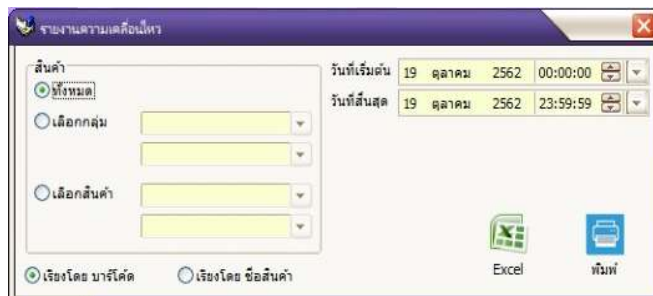 รายงานความเคลื่อนไหว
สินค้า
ทั้งหมด
เลือกกลุ่ม
เลือกสินค้า
วันที่เริ่มต้น 19 ตุลาคม 2562 00:00:00
วันที่สิ้นสุด 19 ตุลาคม 2562 23:59:59
Excel พิมพ์
เรียงโดย บาร์โค้ด เรียงโดย ชื่อสินค้า